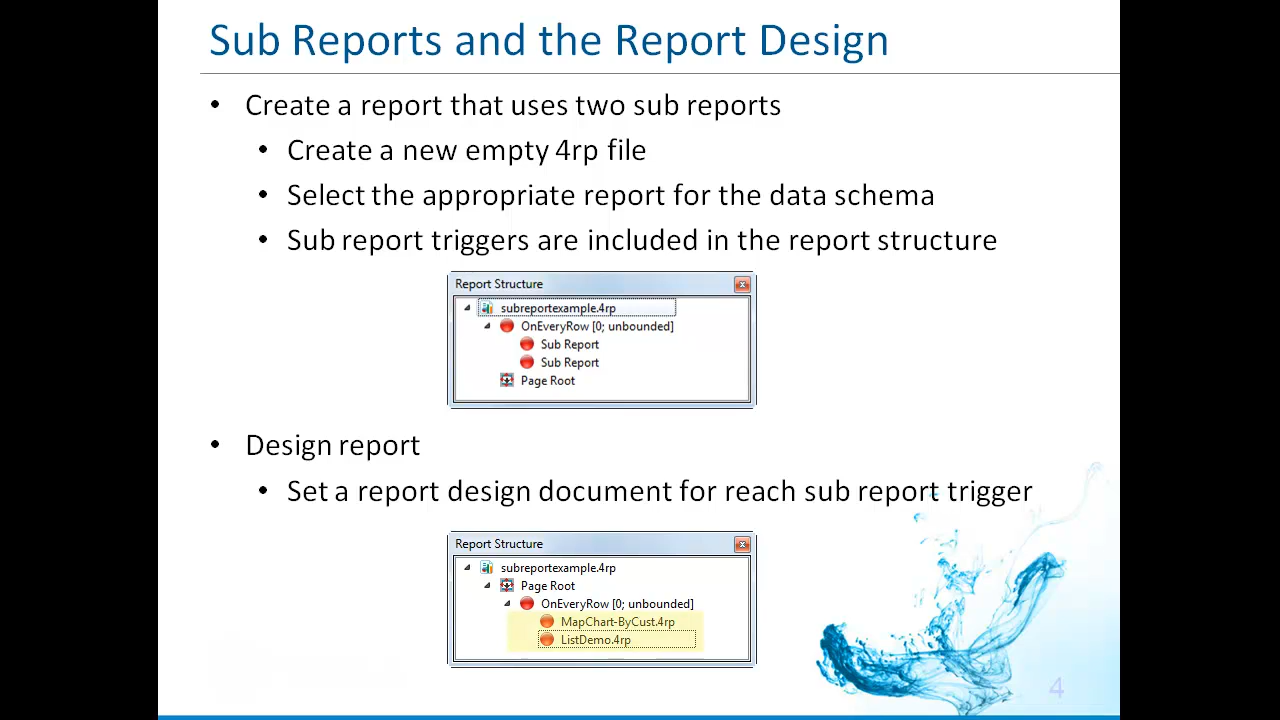 Sub Reports and the Report Design
• Create a report that uses two sub reports
• Create a new empty 4rp file
• Select the appropriate report for the data schema
• Sub report triggers are included in the report structure
Report Structure
subreportexample.4rp
OnEveryRow [0; unbounded]
Sub Report
Sub Report
Page Root
• Design report
• Set a report design document for reach sub report trigger
Report Structure
subreportexample.4rp
Page Root
OnEveryRow [0; unbounded]
MapChart-ByCust.4rp
ListDemo.4rp
4